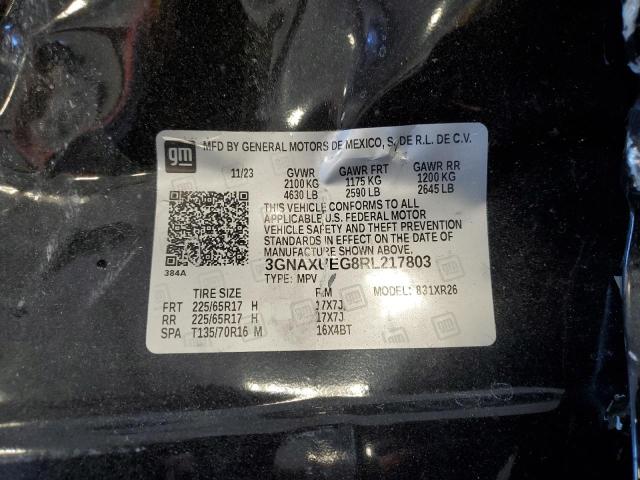 gm
MFD BY GENERAL MOTORS DE MEXICO, S. DE R.L. DE C.V.
11/23 GVWR GAWR FRT GAWR RR
2100 KG 1175 KG 1200 KG
4630 LB 2590 LB 2645 LB
THIS VEHICLE CONFORMS TO ALL
APPLICABLE U.S. FEDERAL MOTOR
VEHICLE SAFETY AND THEFT PREVENTION
STANDARDS IN EFFECT ON THE DATE OF
MANUFACTURE SHOWN ABOVE.
384A
3GNAXUEG8RL217803
TYPE: MPV MODEL: 831XR26
TIRE SIZE RIM
FRT 225/65R17 H 17X7J
RR 225/65R17 H 17X7J
SPA T135/70R16 M 16X4BT